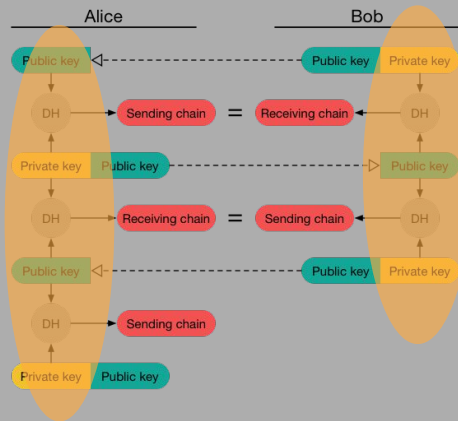 Alice Bob
Public key Public key Private key
DH Sending chain = Receiving chain DH
Private key Public key Public key
DH Receiving chain = Sending chain DH
Public key Public key Private key
DH Sending chain
Private key Public key